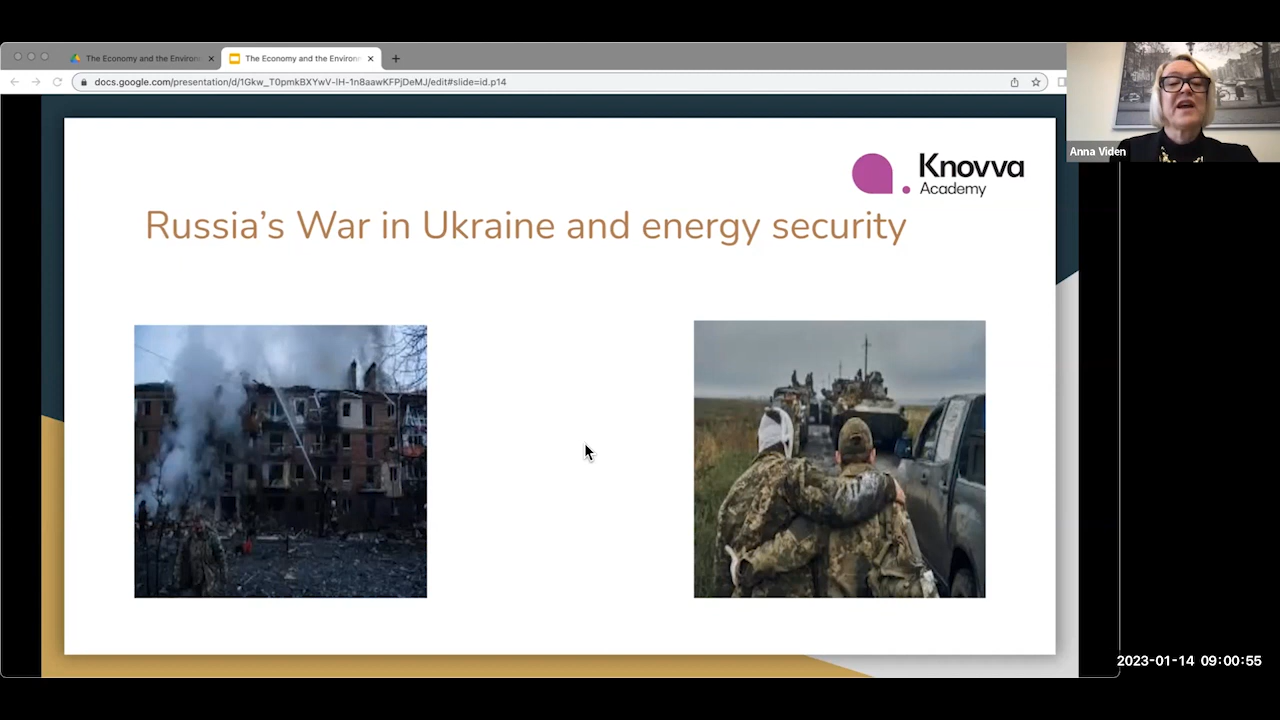 The Economy and the Environ
The Economy and the Environ
docs.google.com/presentation/d/1Gkw_T0pmkBXYwV-lH-1n8aawKFPjDeMJ/edit#slide=id.p14
Anna Viden
Knovva
Academy
Russia's War in Ukraine and energy security
2023-01-14 09:00:55